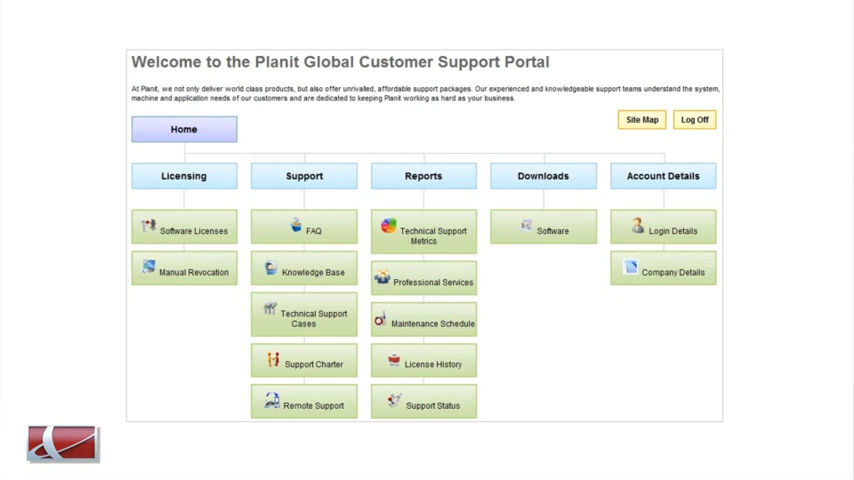 Welcome to the Planit Global Customer Support Portal
At Planit, we not only deliver world class products, but also offer unrivalled, affordable support packages. Our experienced and knowledgeable support teams understand the system,
machine and application needs of our customers and are dedicated to keeping Planit working as hard as your business.
Site Map
Log Off
Home
Licensing
Support
Reports
Downloads
Account Details
Software Licenses
Manual Revocation
FAQ
Knowledge Base
Technical Support
Cases
Support Charter
Remote Support
Technical Support
Metrics
Professional Services
Maintenance Schedule
License History
Support Status
Software
Login Details
Company Details